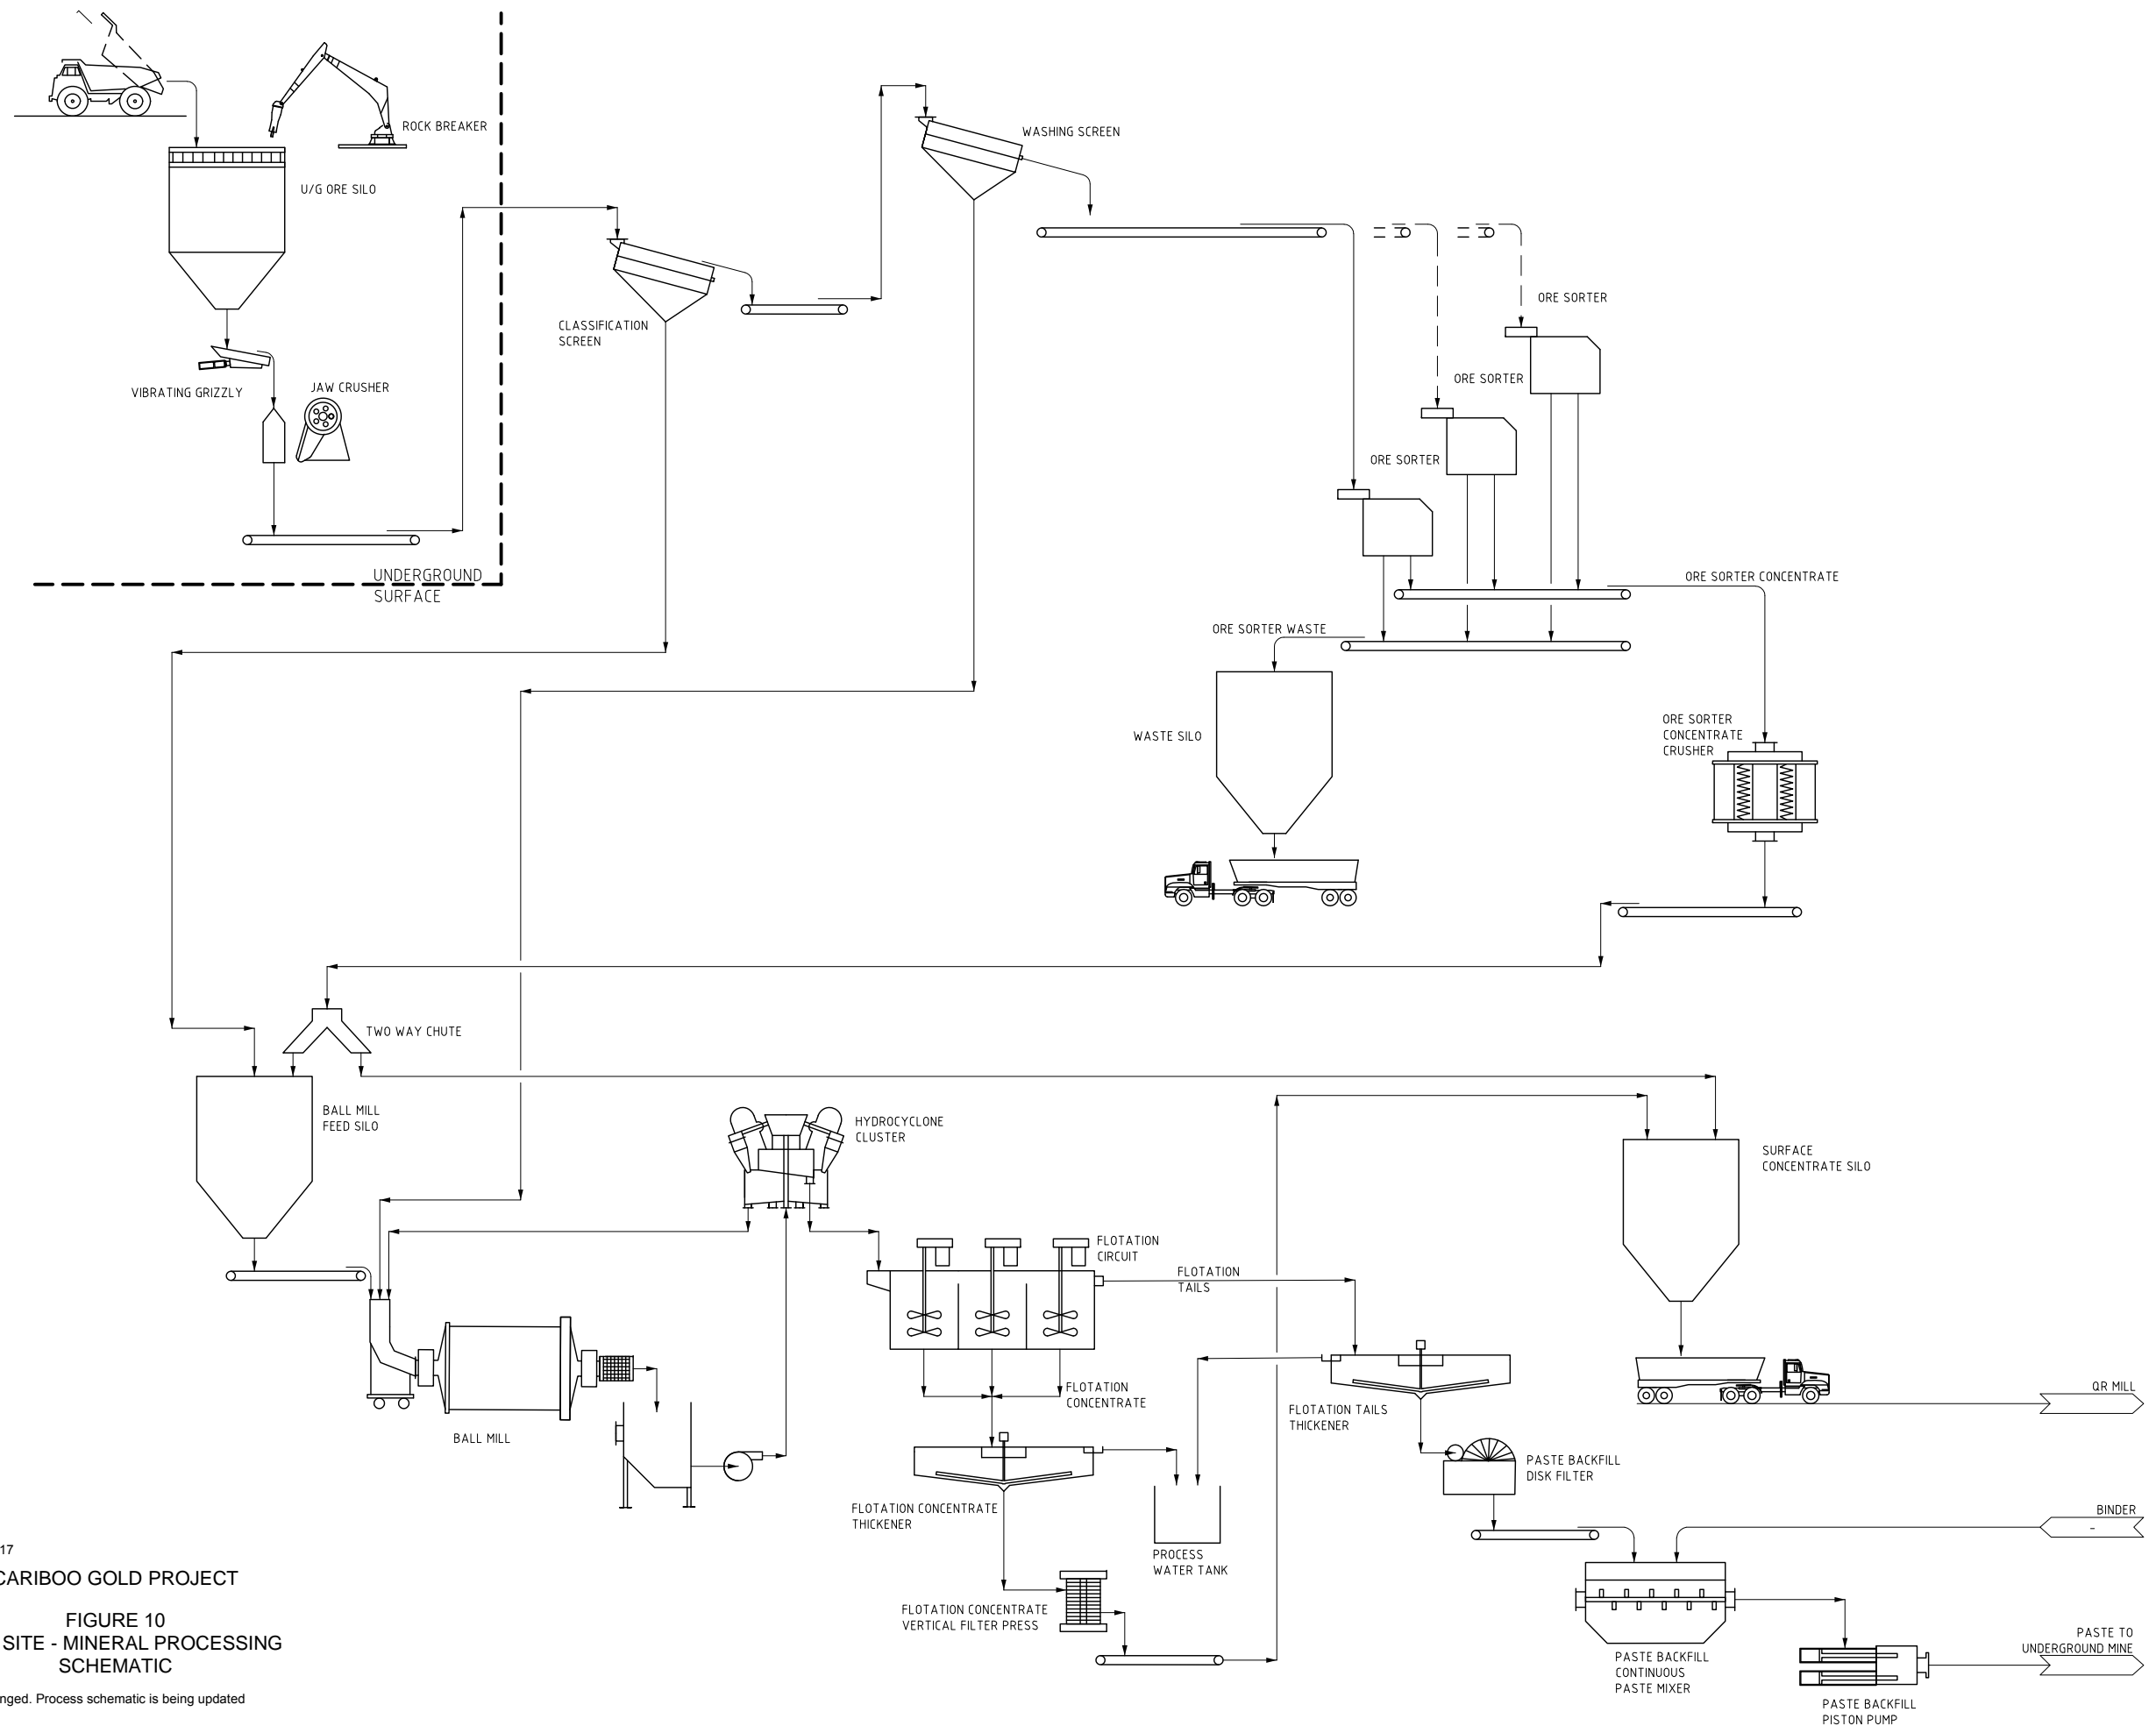 ROCK BREAKER
U/G ORE SILO
VIBRATING GRIZZLY
JAW CRUSHER
UNDERGROUND
SURFACE
CLASSIFICATION
SCREEN
WASHING SCREEN
ORE SORTER
ORE SORTER
ORE SORTER
ORE SORTER CONCENTRATE
ORE SORTER WASTE
WASTE SILO
ORE SORTER
CONCENTRATE
CRUSHER
TWO WAY CHUTE
BALL MILL
FEED SILO
HYDROCYCLONE
CLUSTER
SURFACE
CONCENTRATE SILO
FLOTATION
CIRCUIT
FLOTATION
TAILS
BALL MILL
FLOTATION
CONCENTRATE
FLOTATION TAILS
THICKENER
QR MILL
PASTE BACKFILL
DISK FILTER
FLOTATION CONCENTRATE
THICKENER
PROCESS
WATER TANK
BINDER
-
FLOTATION CONCENTRATE
VERTICAL FILTER PRESS
PASTE BACKFILL
CONTINUOUS
PASTE MIXER
PASTE TO
UNDERGROUND MINE
PASTE BACKFILL
PISTON PUMP
17
CARIBOO GOLD PROJECT
FIGURE 10
SITE - MINERAL PROCESSING
SCHEMATIC
nged. Process schematic is being updated